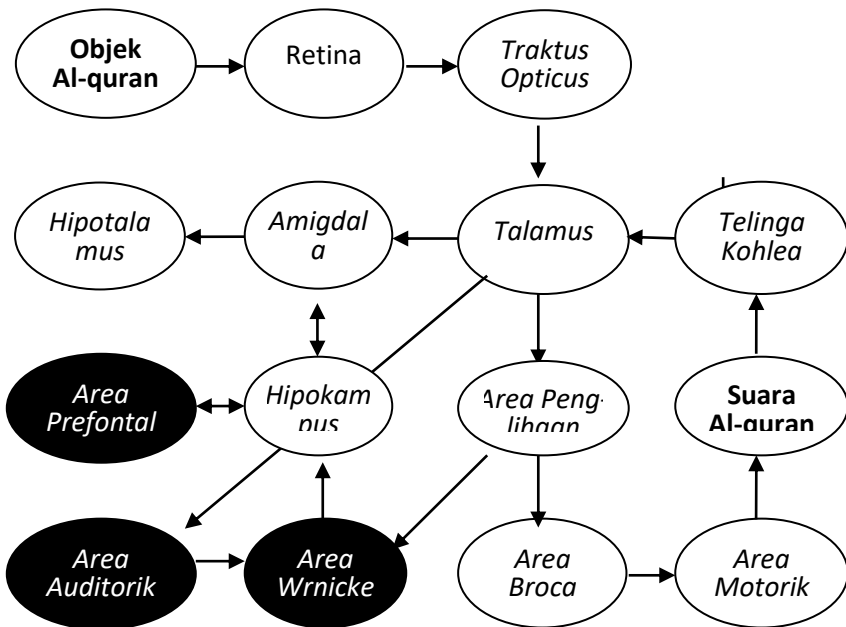 Objek
Al-quran
Retina
Traktus
Opticus
Hipotala
mus
Amigdal
a
Talamus
Telinga
Kohlea
Area
Prefontal
Hipokam
pus
Area Peng-
lihaan
Suara
Al-quran
Area
Auditorik
Area
Wrnicke
Area
Broca
Area
Motorik